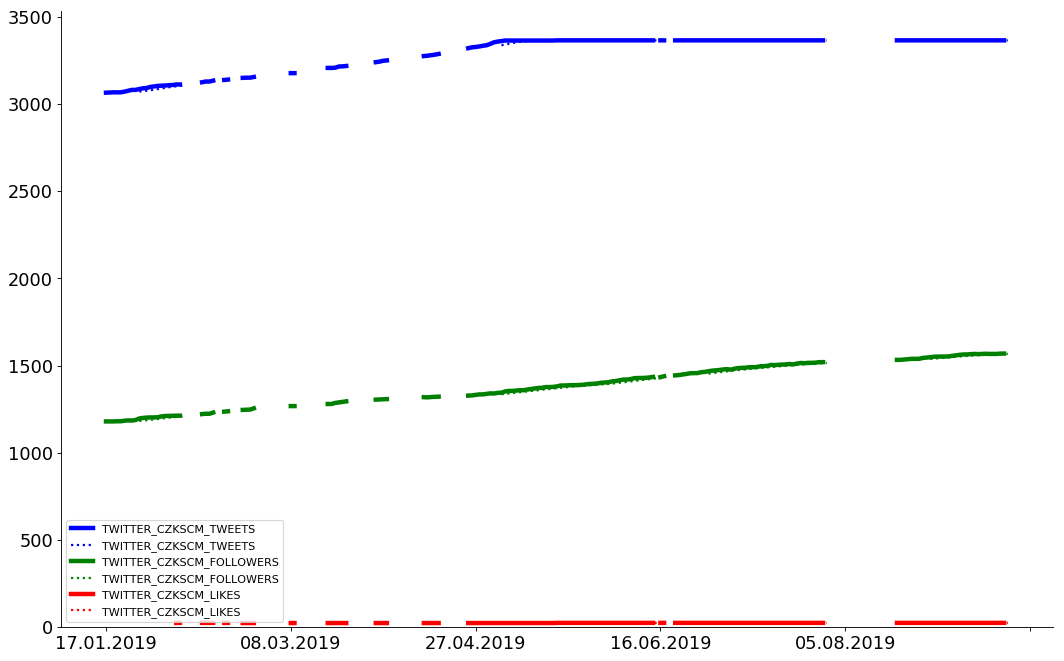 3500
3000
2500
2000
1500
1000
500
0
TWITTER_CZKSCM_TWEETS
TWITTER_CZKSCM_TWEETS
TWITTER_CZKSCM_FOLLOWERS
TWITTER_CZKSCM_FOLLOWERS
TWITTER_CZKSCM_LIKES
TWITTER_CZKSCM_LIKES
17.01.2019 08.03.2019 27.04.2019 16.06.2019 05.08.2019